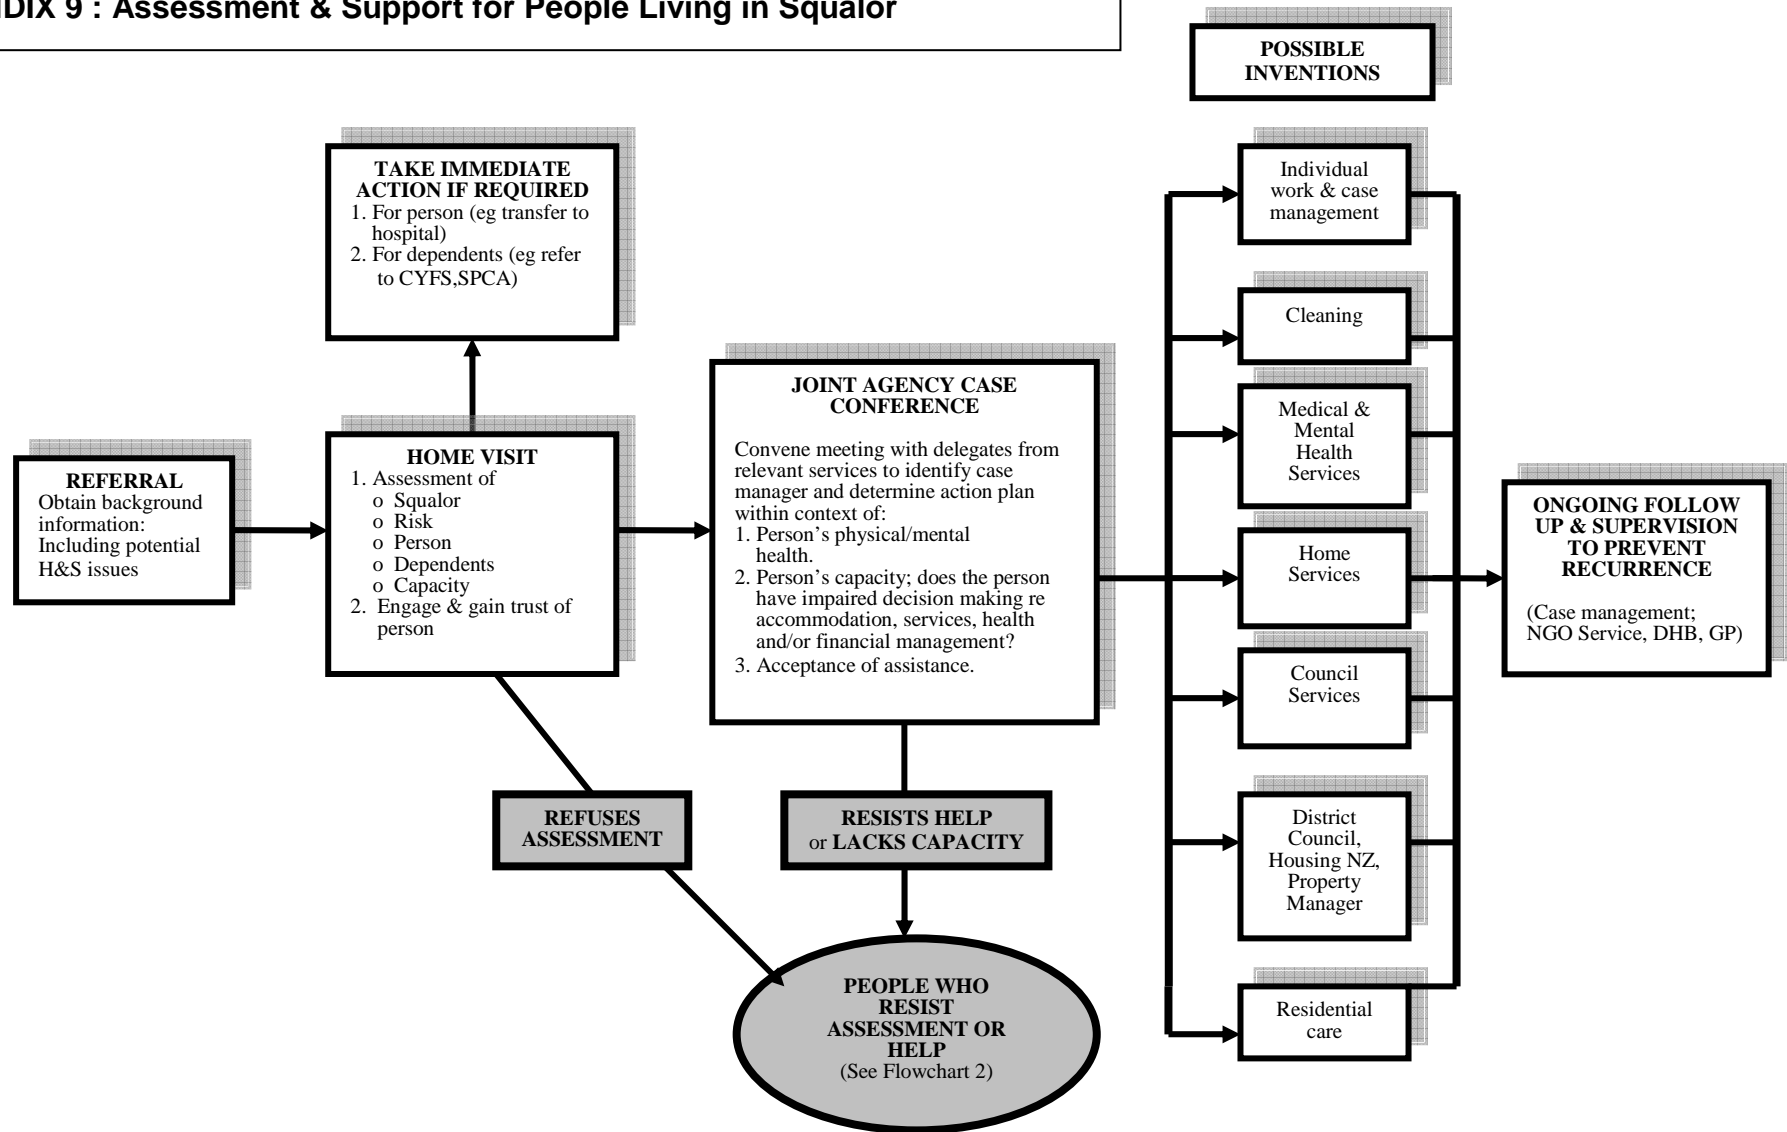 NDIX 9 : Assessment & Support for People Living in Squalor
POSSIBLE
INVENTIONS
TAKE IMMEDIATE
ACTION IF REQUIRED
1. For person (eg transfer to
hospital)
2. For dependents (eg refer
to CYFS,SPCA)
REFERRAL
Obtain background
information:
Including potential
H&S issues
HOME VISIT
1. Assessment of
o Squalor
o Risk
o Person
o Dependents
o Capacity
2. Engage & gain trust of
person
JOINT AGENCY CASE
CONFERENCE
Convene meeting with delegates from
relevant services to identify case
manager and determine action plan
within context of:
1. Person's physical/mental
health.
2. Person's capacity; does the person
have impaired decision making re
accommodation, services, health
and/or financial management?
3. Acceptance of assistance.
REFUSES
ASSESSMENT
RESISTS HELP
or LACKS CAPACITY
PEOPLE WHO
RESIST
ASSESSMENT OR
HELP
(See Flowchart 2)
Individual
work & case
management
Cleaning
Medical &
Mental
Health
Services
Home
Services
Council
Services
District
Council,
Housing NZ,
Property
Manager
Residential
care
ONGOING FOLLOW
UP & SUPERVISION
TO PREVENT
RECURRENCE
(Case management;
NGO Service, DHB, GP)